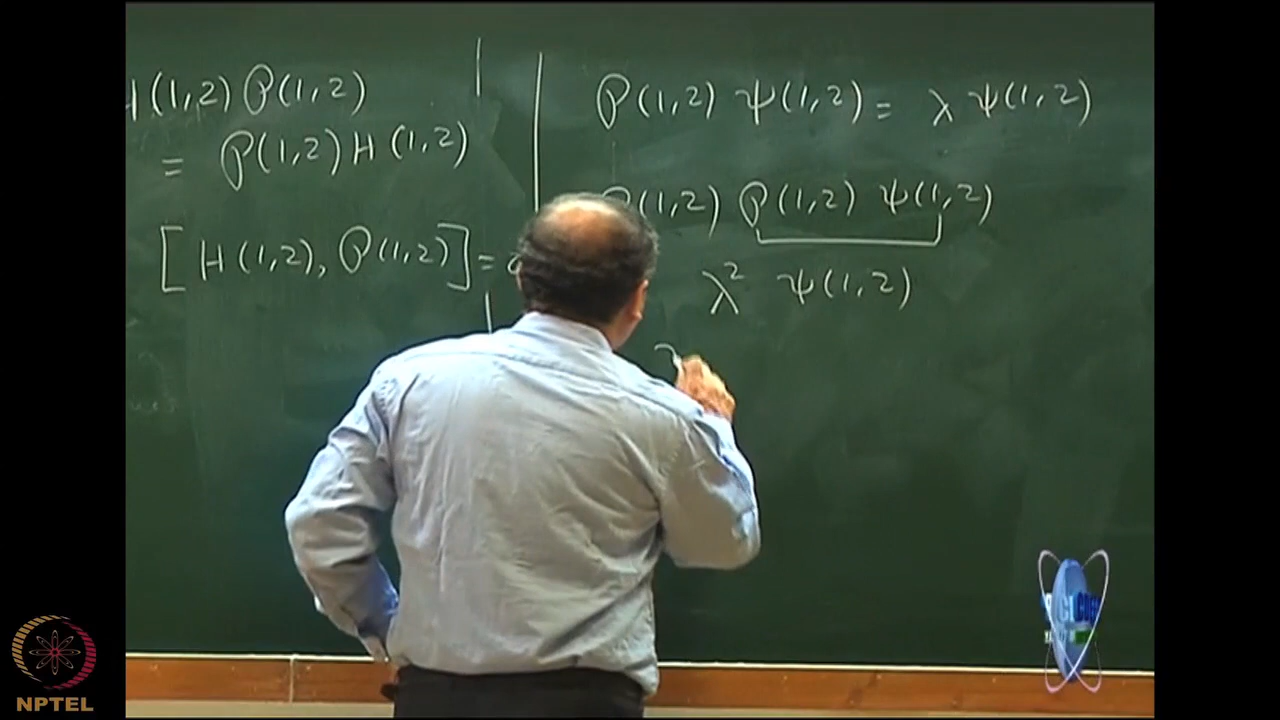 H(1,2) P(1,2)
= P(1,2) H(1,2)
[H(1,2), P(1,2)] = 
P(1,2) ψ(1,2) = λ ψ(1,2)
P(1,2) P(1,2) ψ(1,2)
λ² ψ(1,2)
NPTEL